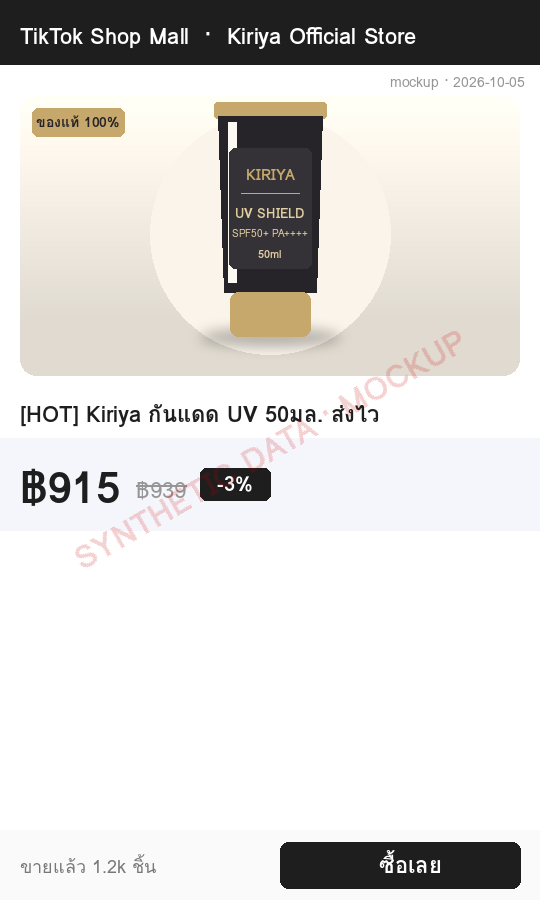 TikTok Shop Mall · Kiriya Official Store
mockup · 2026-10-05
ของแท้ 100%
KIRIYA
UV SHIELD
SPF50+ PA++++
50ml
[HOT] Kiriya กันแดด UV 50มล. ส่งไว
฿915 ฿939 -3%
SYNTHETIC DATA · MOCKUP
ขายแล้ว 1.2k ชิ้น
ซื้อเลย